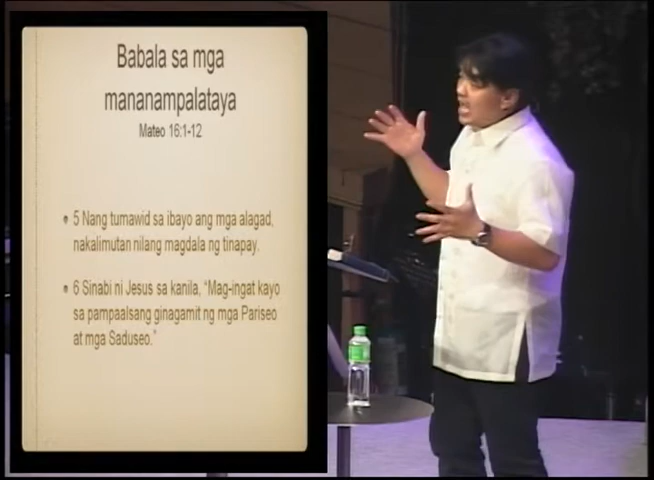 Babala sa mga
mananampalataya
Mateo 16:1-12
5 Nang tumawid sa ibayo ang mga alagad,
nakalimutan nilang magdala ng tinapay.
6 Sinabi ni Jesus sa kanila, “Mag-ingat kayo
sa pampaalsang ginagamit ng mga Pariseo
at mga Saduseo.”